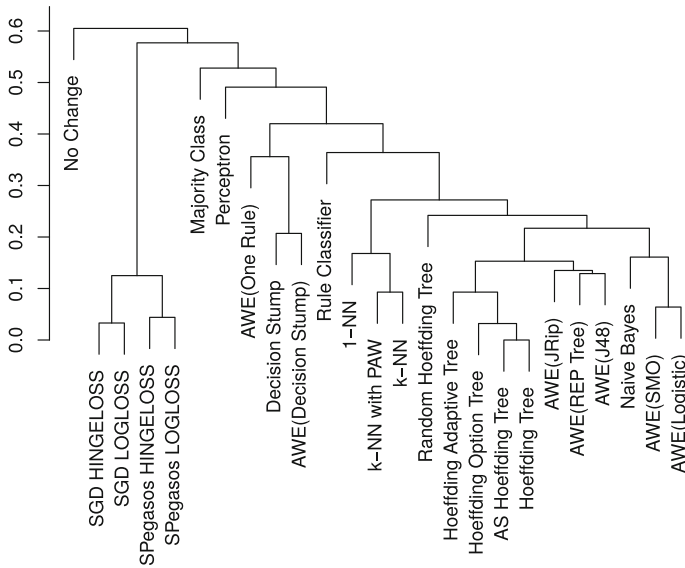 0.6
0.5
0.4
0.3
0.2
0.1
0.0
No Change
SGD HINGELOSS
SGD LOGLOSS
SPegasos HINGELOSS
SPegasos LOGLOSS
Majority Class
Perceptron
AWE(One Rule)
Decision Stump
AWE(Decision Stump)
Rule Classifier
1−NN
k−NN with PAW
k−NN
Random Hoeffding Tree
Hoeffding Adaptive Tree
Hoeffding Option Tree
AS Hoeffding Tree
Hoeffding Tree
AWE(JRip)
AWE(REP Tree)
AWE(J48)
Naive Bayes
AWE(SMO)
AWE(Logistic)